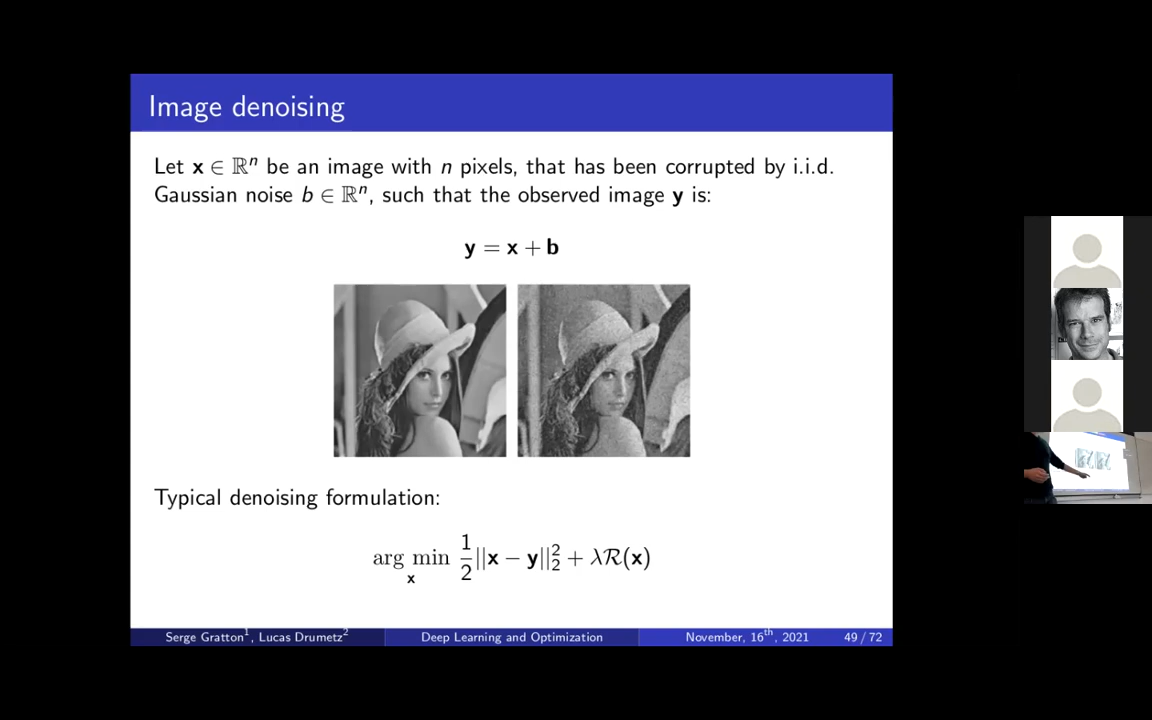 Image denoising
Let x ∈ ℝⁿ be an image with n pixels, that has been corrupted by i.i.d.
Gaussian noise b ∈ ℝⁿ, such that the observed image y is:
y = x + b
Typical denoising formulation:
arg min_x 1/2 ||x − y||₂² + λℛ(x)
Serge Gratton¹, Lucas Drumetz² Deep Learning and Optimization November, 16th, 2021 49 / 72